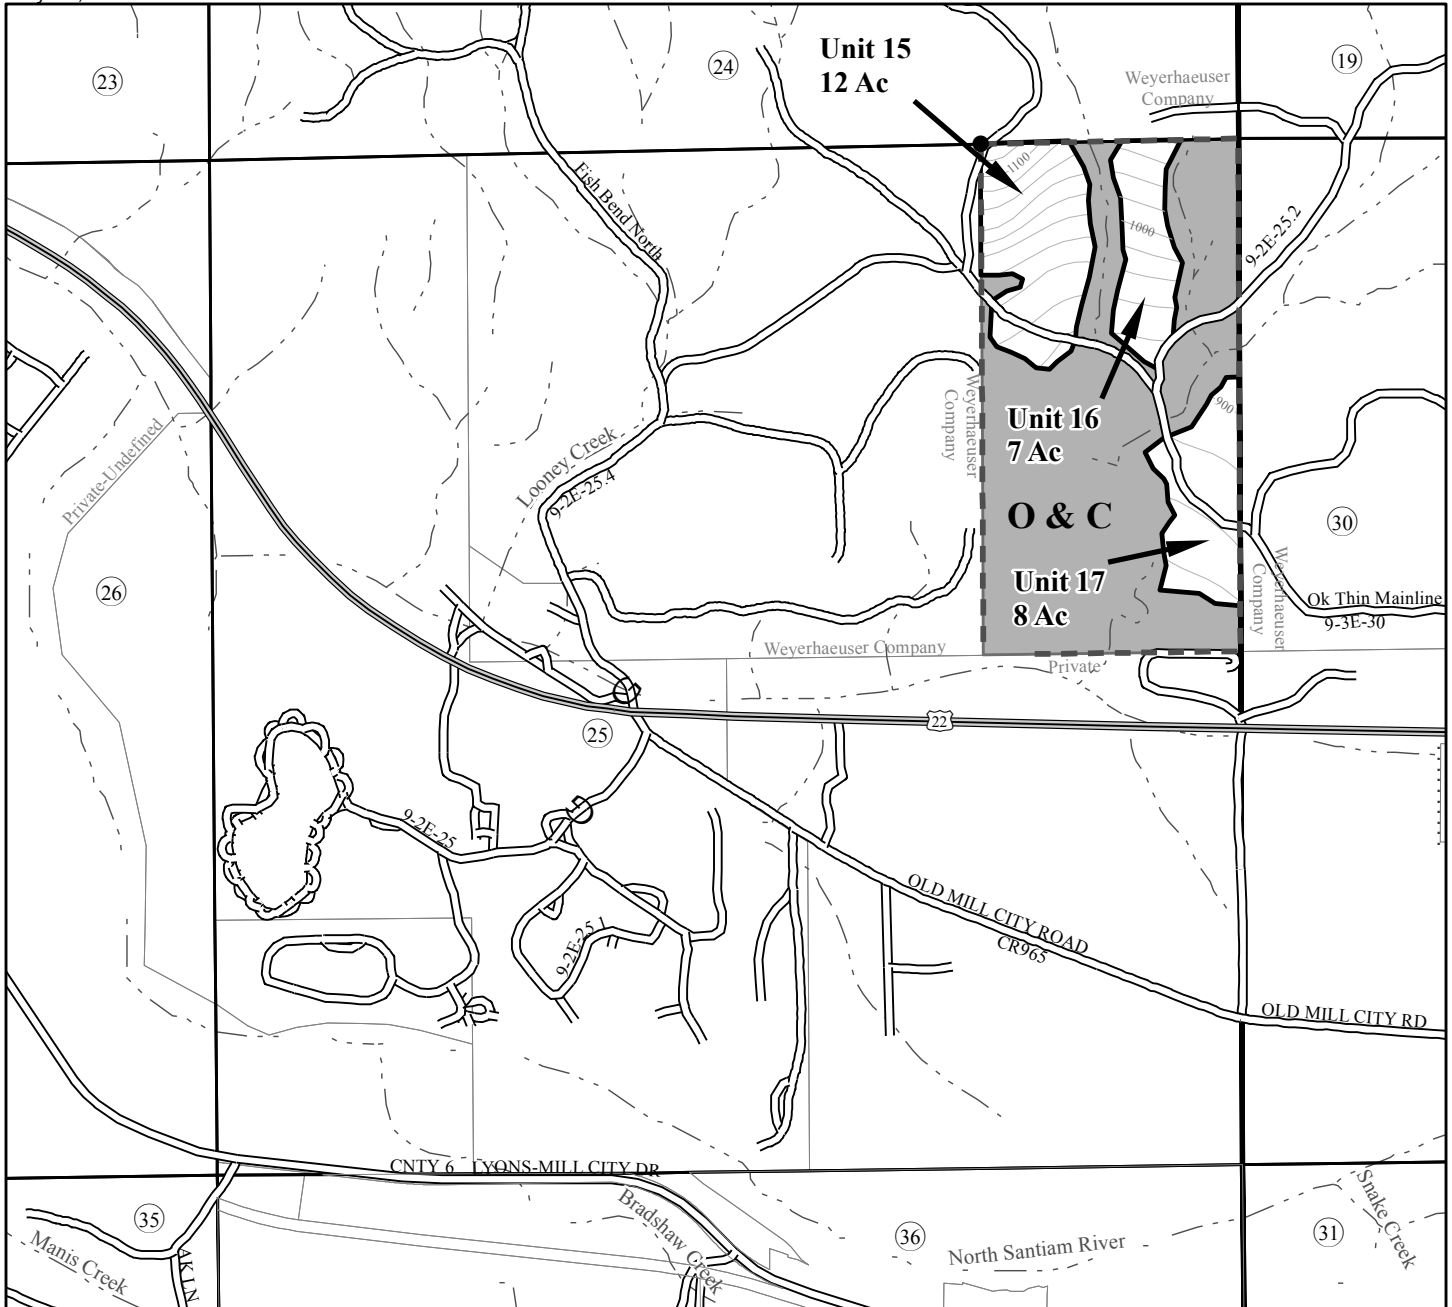 23
24
Unit 15
12 Ac
Weyerhaeuser
Company
19
1100
Fish Bend North
1000
9-2E-25.2
Weyerhaeuser
Company
900
Unit 16
7 Ac
Private-Undefined
Looney Creek
9-2E-25.4
O & C
30
26
Unit 17
8 Ac
Weyerhaeuser
Company
Ok Thin Mainline
9-3E-30
Weyerhaeuser Company
Private
25
22
9-2E-25
9-2E-25.1
OLD MILL CITY ROAD
CR965
OLD MILL CITY RD
CNTY 6 LYONS-MILL CITY DR
35
Manis Creek
AK LN
Bradshaw Creek
36
North Santiam River
31
Snake Creek